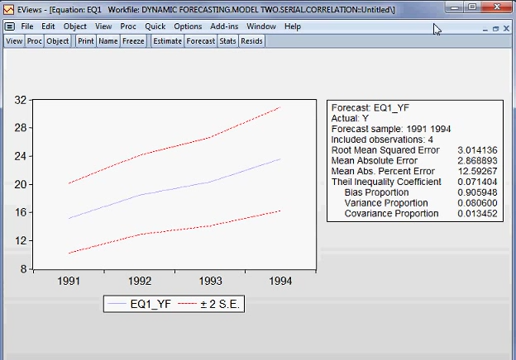 EViews - [Equation: EQ1   Workfile: DYNAMIC FORECASTING.MODEL TWO.SERIAL.CORRELATION::Untitled\]
File Edit Object View Proc Quick Options Add-ins Window Help
View Proc Object Print Name Freeze Estimate Forecast Stats Resids
32
28
24
20
16
12
8
1991 1992 1993 1994
EQ1_YF ± 2 S.E.
Forecast: EQ1_YF
Actual: Y
Forecast sample: 1991 1994
Included observations: 4
Root Mean Squared Error 3.014136
Mean Absolute Error 2.868893
Mean Abs. Percent Error 12.59267
Theil Inequality Coefficient 0.071404
Bias Proportion 0.905948
Variance Proportion 0.080600
Covariance Proportion 0.013452